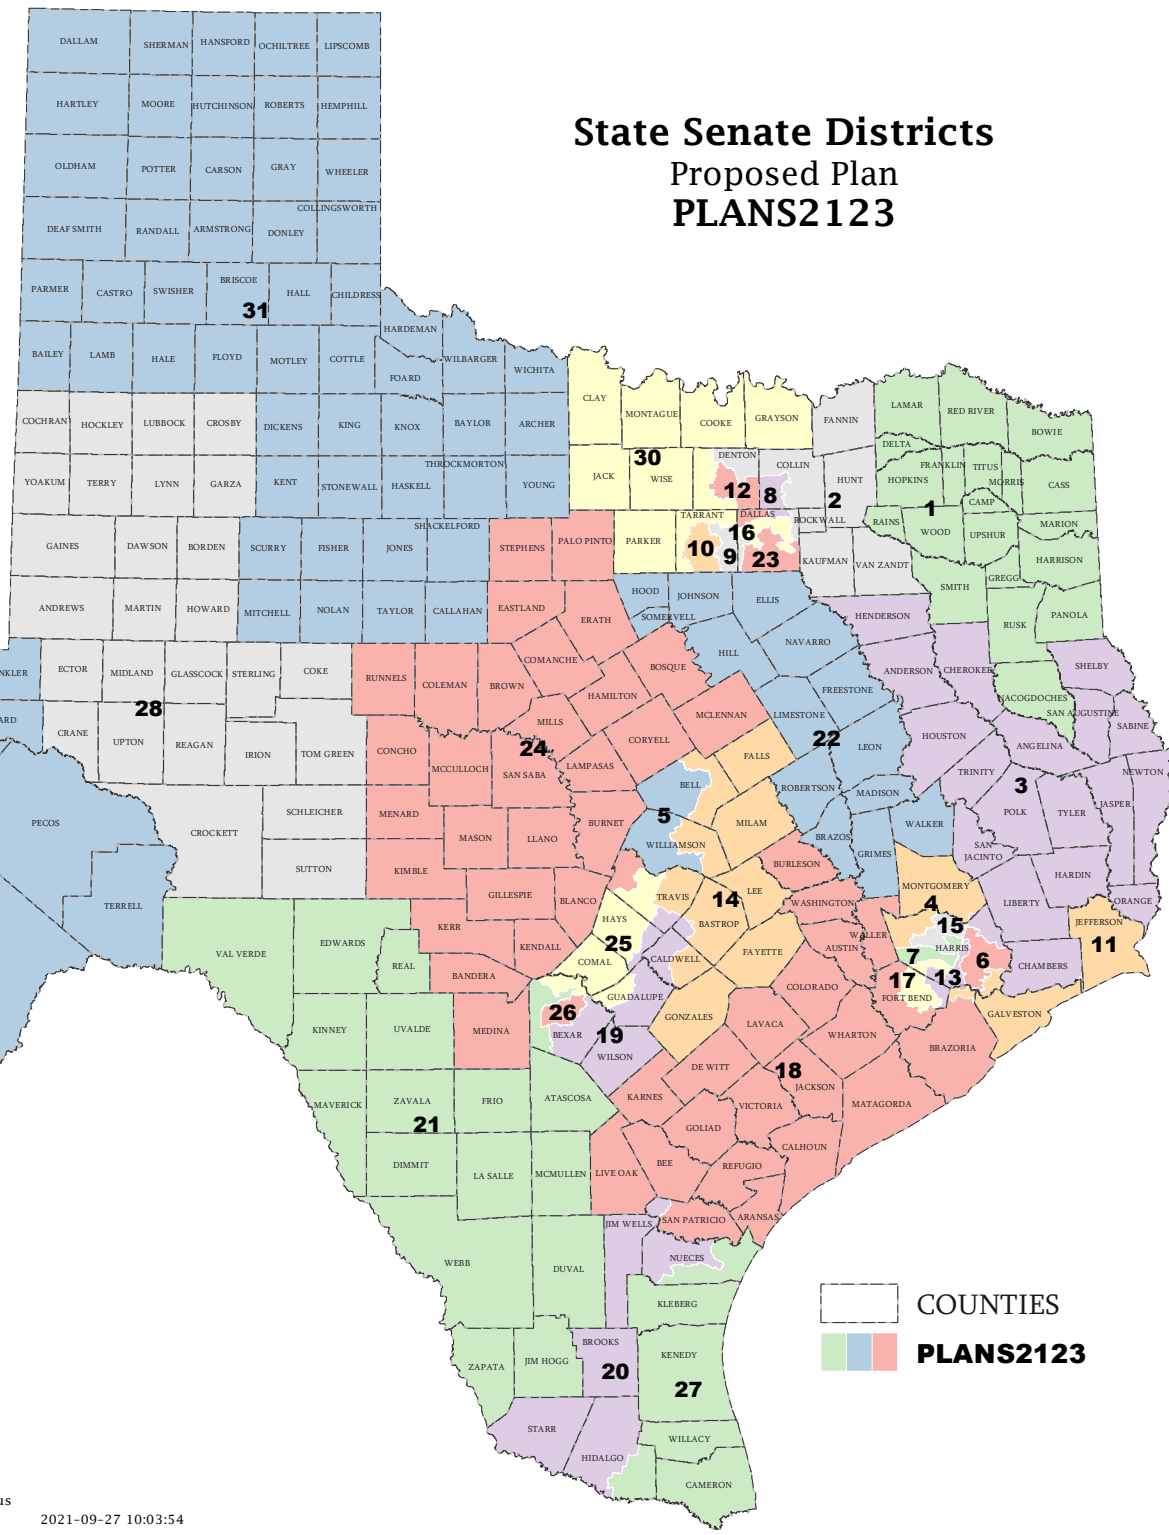 State Senate Districts
Proposed Plan
PLANS2123
DALLAM
SHERMAN
HANSFORD
OCHILTREE
LIPSCOMB
HARTLEY
MOORE
HUTCHINSON
ROBERTS
HEMPHILL
OLDHAM
POTTER
CARSON
GRAY
WHEELER
COLLINGSWORTH
DEAF SMITH
RANDALL
ARMSTRONG
DONLEY
PARMER
CASTRO
SWISHER
BRISCOE
HALL
CHILDRESS
31
HARDEMAN
BAILEY
LAMB
HALE
FLOYD
MOTLEY
COTTLE
FOARD
WILBARGER
WICHITA
CLAY
MONTAGUE
COOKE
GRAYSON
FANNIN
LAMAR
RED RIVER
BOWIE
COCHRAN
HOCKLEY
LUBBOCK
CROSBY
DICKENS
KING
KNOX
BAYLOR
ARCHER
DELTA
30
DENTON
COLLIN
HUNT
HOPKINS
FRANKLIN
TITUS
MORRIS
CASS
YOAKUM
TERRY
LYNN
GARZA
KENT
STONEWALL
HASKELL
THROCKMORTON
YOUNG
JACK
WISE
12
8
2
1
CAMP
GAINES
DAWSON
BORDEN
SCURRY
FISHER
JONES
SHACKELFORD
STEPHENS
PALO PINTO
PARKER
TARRANT
DALLAS
ROCKWALL
RAINS
WOOD
UPSHUR
MARION
10
9
16
23
KAUFMAN
VAN ZANDT
SMITH
GREGG
HARRISON
ANDREWS
MARTIN
HOWARD
MITCHELL
NOLAN
TAYLOR
CALLAHAN
EASTLAND
ERATH
HOOD
SOMERVELL
JOHNSON
ELLIS
HENDERSON
RUSK
PANOLA
NKLER
ECTOR
MIDLAND
GLASSCOCK
STERLING
COKE
RUNNELS
COLEMAN
BROWN
COMANCHE
BOSQUE
HILL
NAVARRO
ANDERSON
CHEROKEE
SHELBY
ARD
28
CRANE
UPTON
REAGAN
IRION
TOM GREEN
CONCHO
MILLS
HAMILTON
MCLENNAN
LIMESTONE
FREESTONE
NACOGDOCHES
SAN AUGUSTINE
SABINE
24
MCCULLOCH
SAN SABA
LAMPASAS
CORYELL
FALLS
22
LEON
HOUSTON
ANGELINA
PECOS
CROCKETT
SCHLEICHER
MENARD
BURNET
BELL
5
ROBERTSON
MADISON
TRINITY
3
POLK
TYLER
JASPER
NEWTON
MASON
LLANO
WILLIAMSON
MILAM
BRAZOS
GRIMES
WALKER
SAN
JACINTO
SUTTON
KIMBLE
GILLESPIE
BLANCO
BURLESON
HARDIN
TERRELL
TRAVIS
14
LEE
WASHINGTON
MONTGOMERY
4
LIBERTY
ORANGE
VAL VERDE
EDWARDS
REAL
KERR
KENDALL
HAYS
25
BASTROP
FAYETTE
AUSTIN
WALLER
15
HARRIS
7
6
JEFFERSON
11
CHAMBERS
BANDERA
COMAL
CALDWELL
COLORADO
17
13
FORT BEND
KINNEY
UVALDE
MEDINA
26
BEXAR
GUADALUPE
19
WILSON
GONZALES
LAVACA
WHARTON
GALVESTON
BRAZORIA
MAVERICK
ZAVALA
21
FRIO
ATASCOSA
KARNES
DE WITT
18
JACKSON
MATAGORDA
VICTORIA
GOLIAD
CALHOUN
DIMMIT
LA SALLE
MCMULLEN
LIVE OAK
BEE
REFUGIO
JIM WELLS
SAN PATRICIO
ARANSAS
WEBB
DUVAL
NUECES
KLEBERG
COUNTIES
PLANS2123
ZAPATA
JIM HOGG
BROOKS
20
KENEDY
27
STARR
HIDALGO
WILLACY
CAMERON
us
2021-09-27 10:03:54